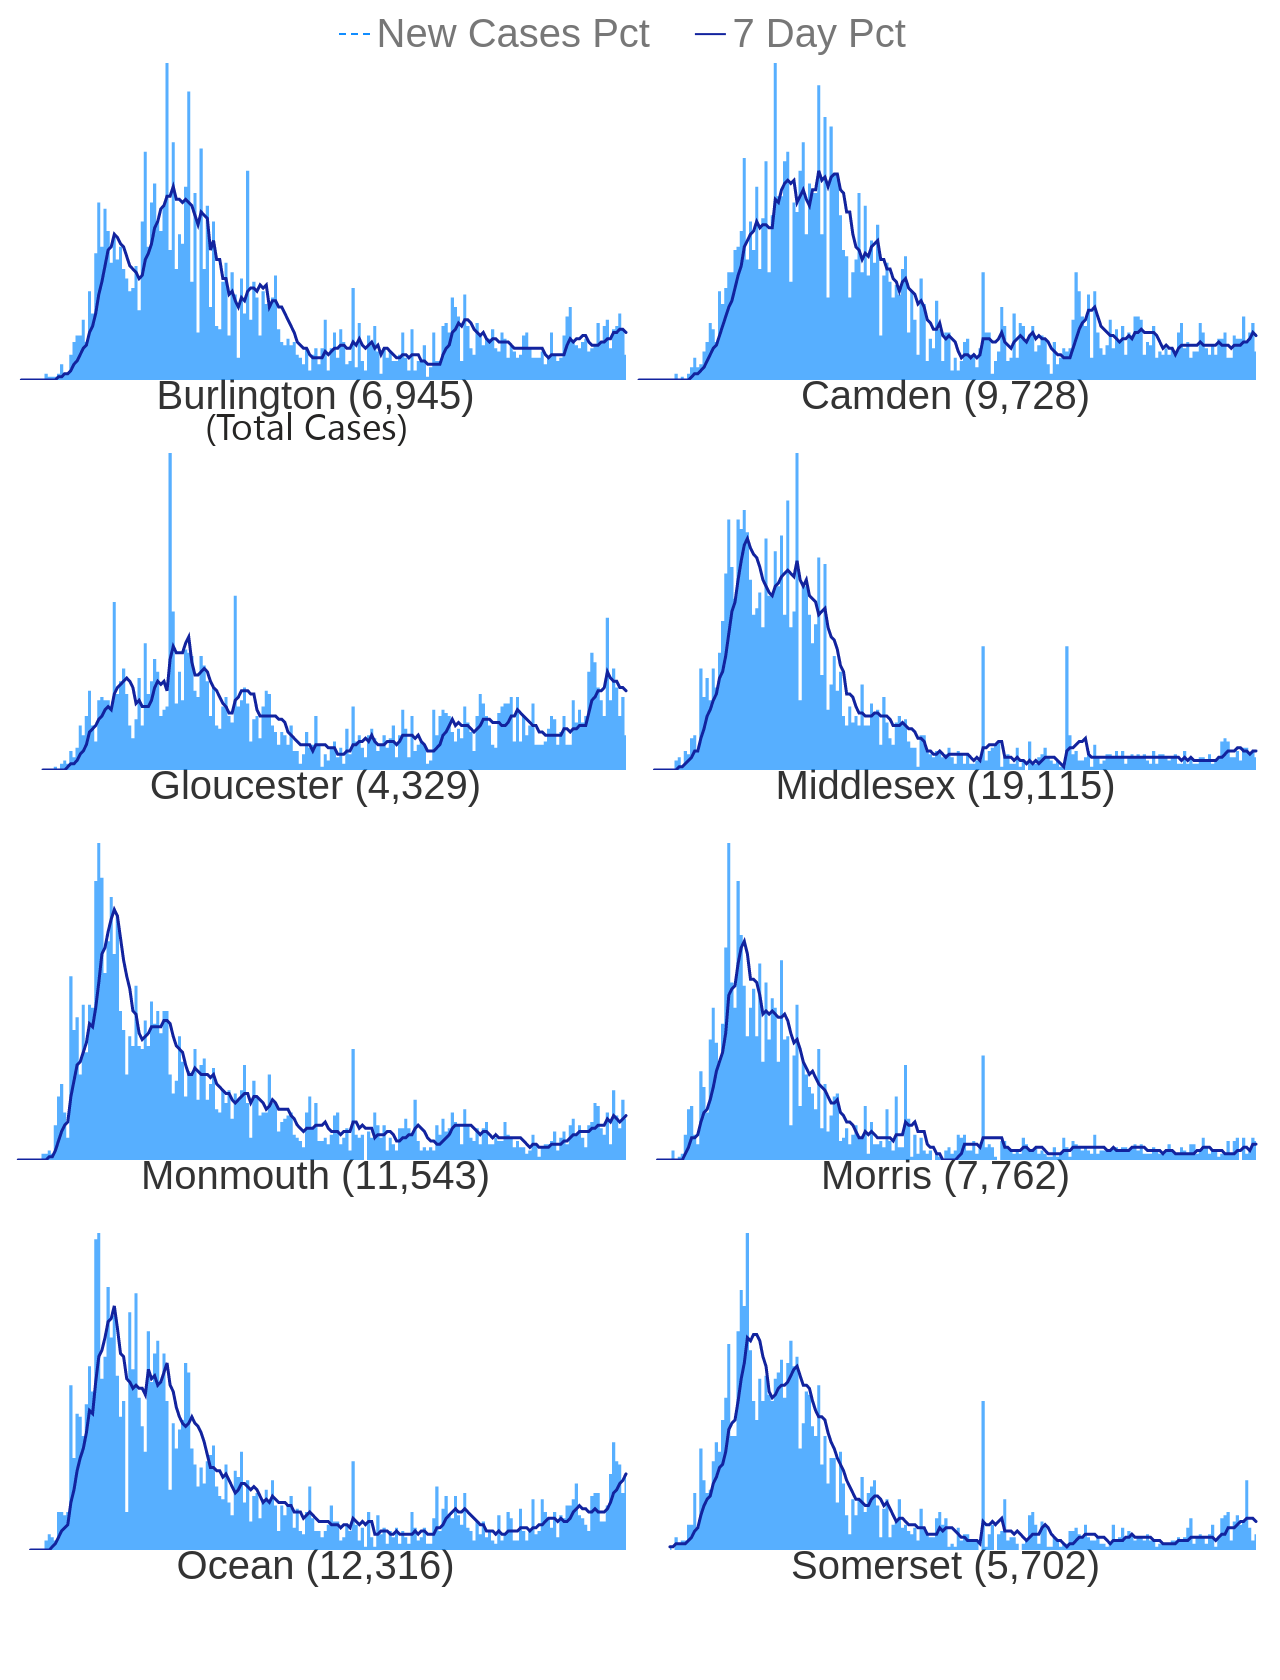 New Cases Pct 7 Day Pct
Burlington (6,945) Camden (9,728)
(Total Cases)
Gloucester (4,329) Middlesex (19,115)
Monmouth (11,543) Morris (7,762)
Ocean (12,316) Somerset (5,702)